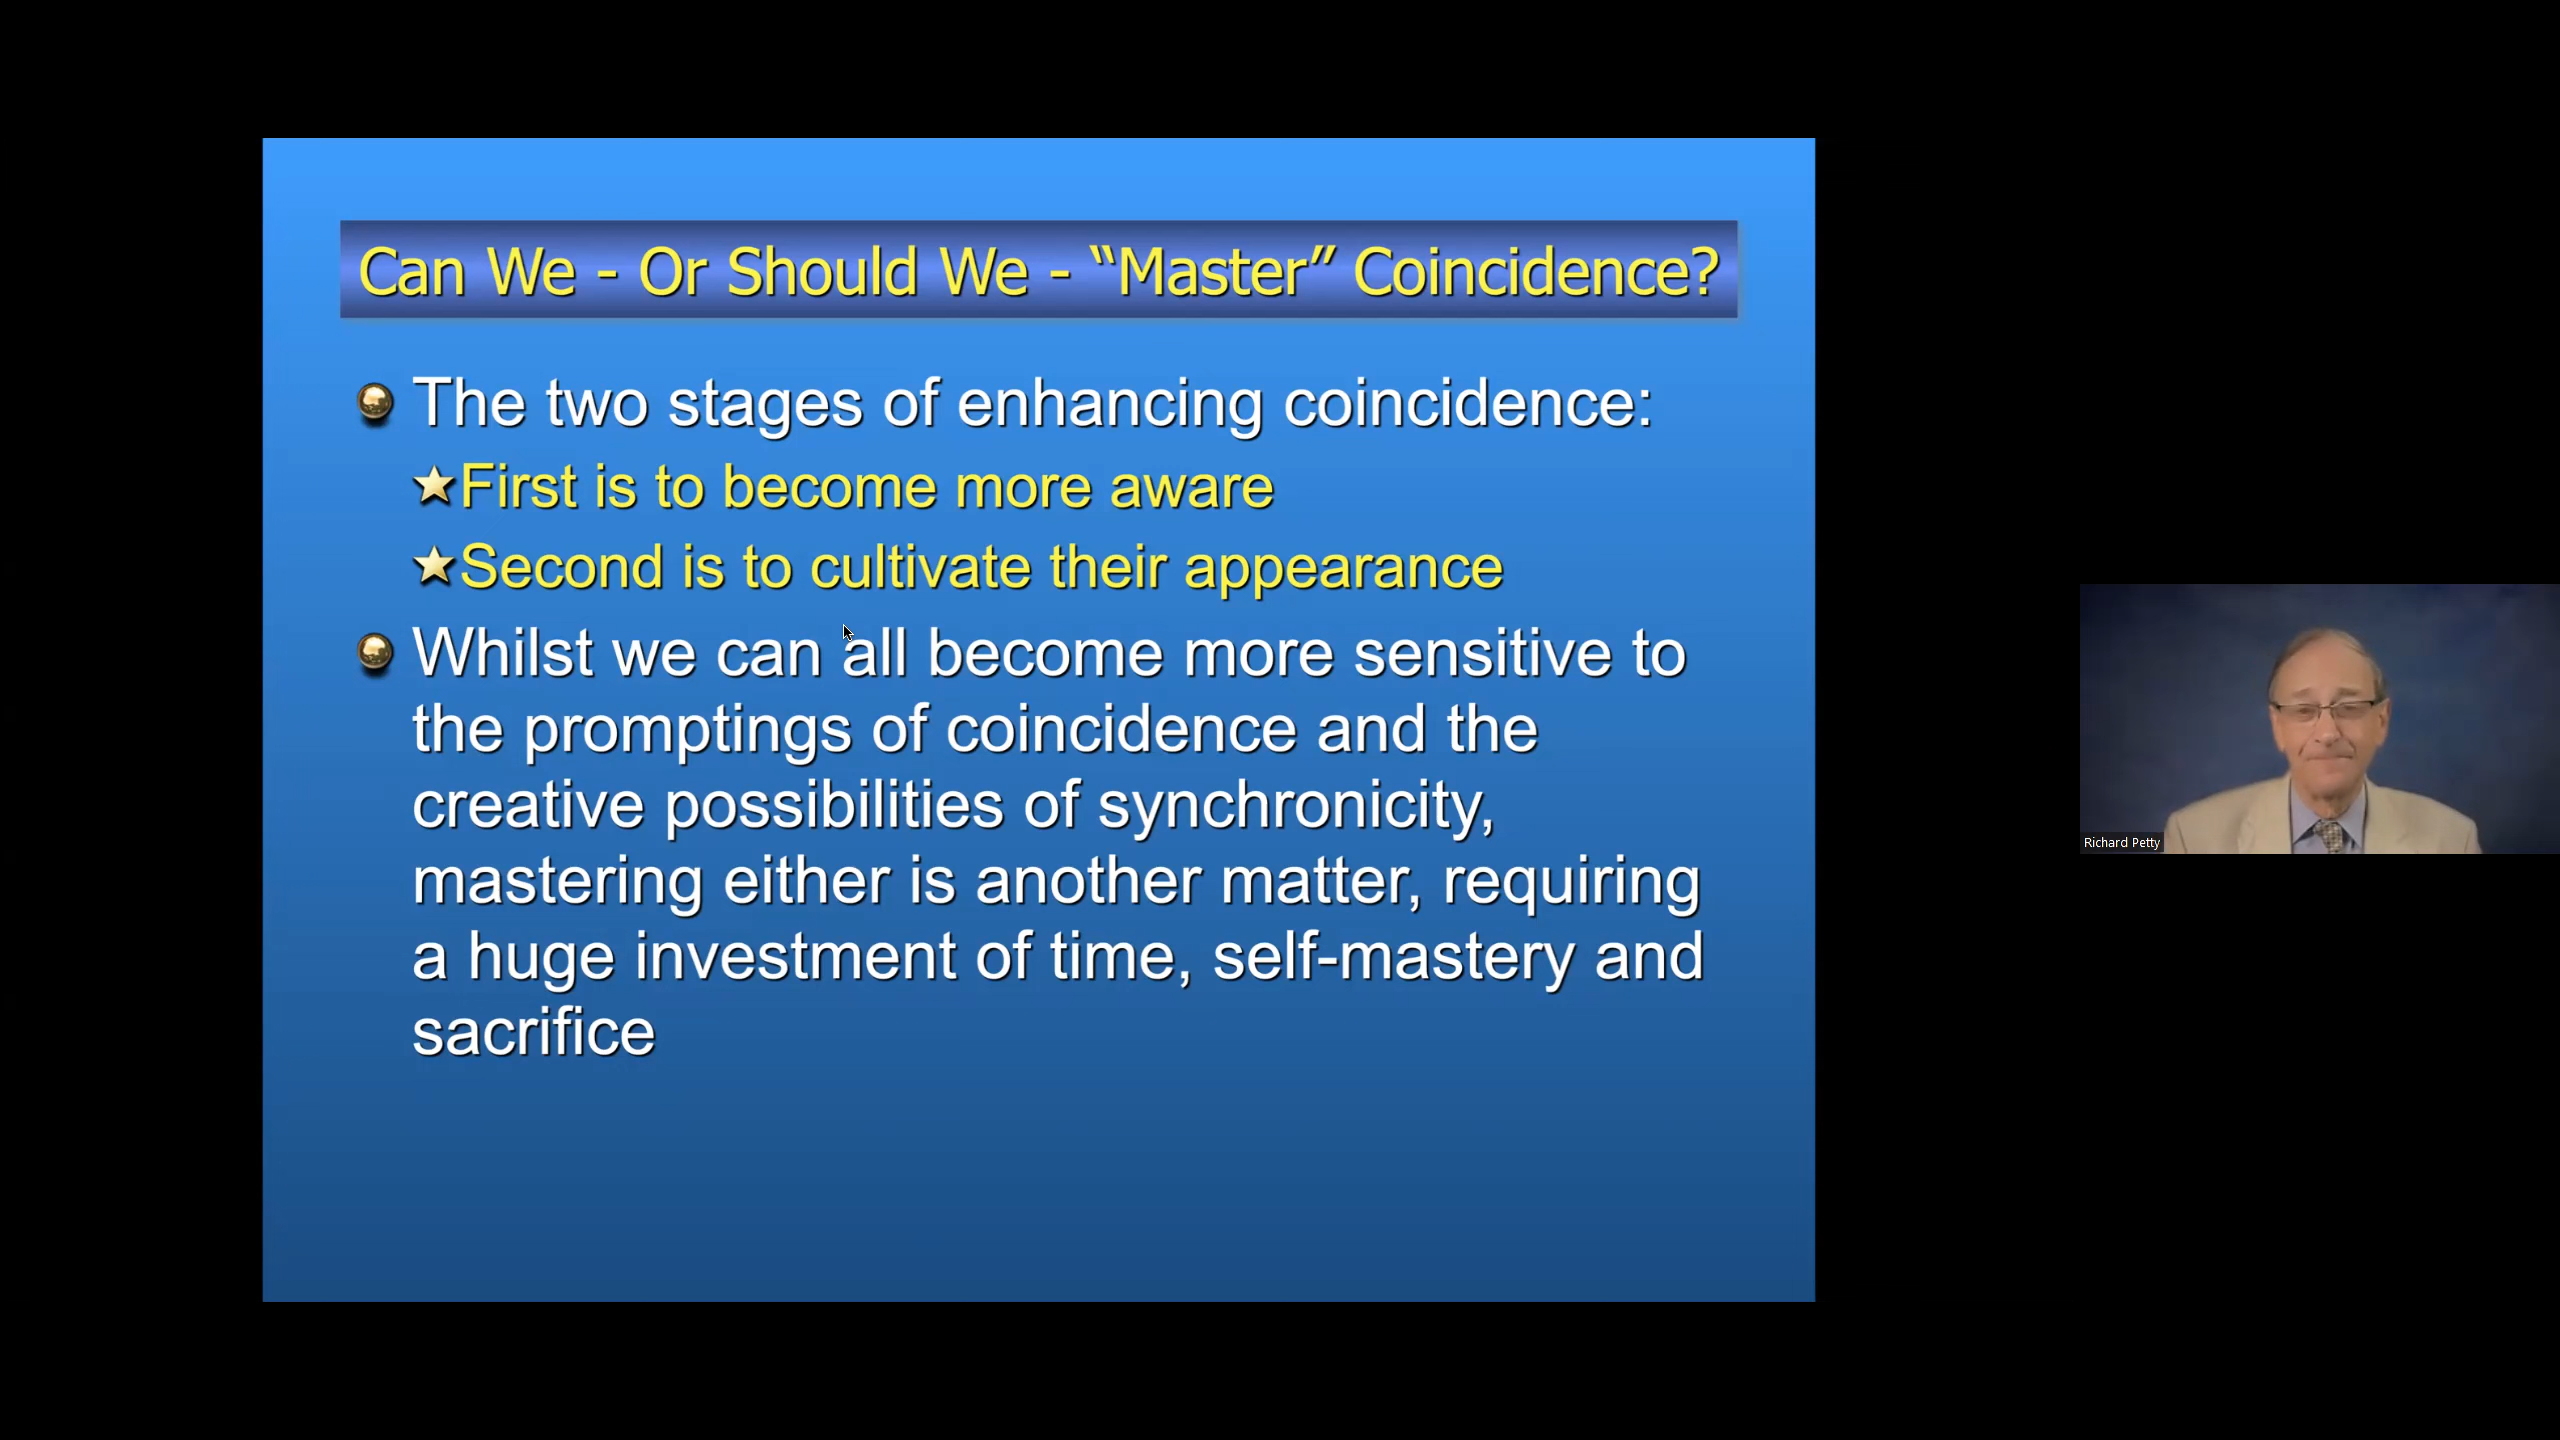 Can We - Or Should We - “Master” Coincidence?
The two stages of enhancing coincidence:
First is to become more aware
Second is to cultivate their appearance
Whilst we can all become more sensitive to
the promptings of coincidence and the
creative possibilities of synchronicity,
mastering either is another matter, requiring
a huge investment of time, self-mastery and
sacrifice
Richard Petty